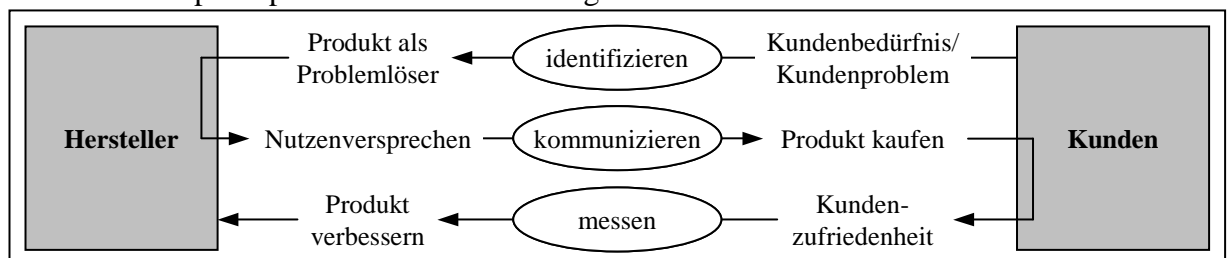 Produkt als
Problemlöser
identifizieren
Kundenbedürfnis/
Kundenproblem
Hersteller
Nutzenversprechen
kommunizieren
Produkt kaufen
Kunden
Produkt
verbessern
messen
Kunden-
zufriedenheit